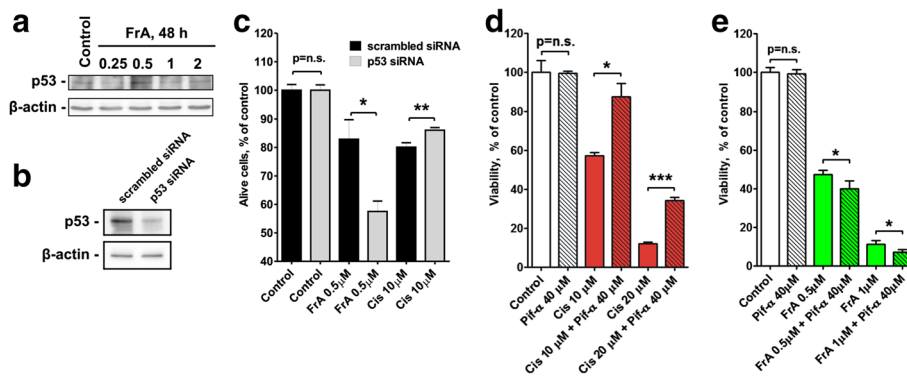 a
Control
FrA, 48 h
0.25 0.5 1 2
p53 -
β-actin -
b
scrambled siRNA
p53 siRNA
p53 -
β-actin -
c
scrambled siRNA
p53 siRNA
Alive cells, % of control
120
110
100
90
80
70
60
50
40
p=n.s.
*
**
Control
Control
FrA 0.5µM
FrA 0.5µM
Cis 10µM
Cis 10µM
d
Viability, % of control
120
100
80
60
40
20
0
p=n.s.
*
***
Control
Pif-α 40 µM
Cis 10 µM
Cis 10 µM + Pif-α 40 µM
Cis 20 µM
Cis 20 µM + Pif-α 40 µM
e
Viability, % of control
120
100
80
60
40
20
0
p=n.s.
*
*
Control
Pif-α 40µM
FrA 0.5µM
FrA 0.5µM + Pif-α 40µM
FrA 1µM
FrA 1µM + Pif-α 40µM